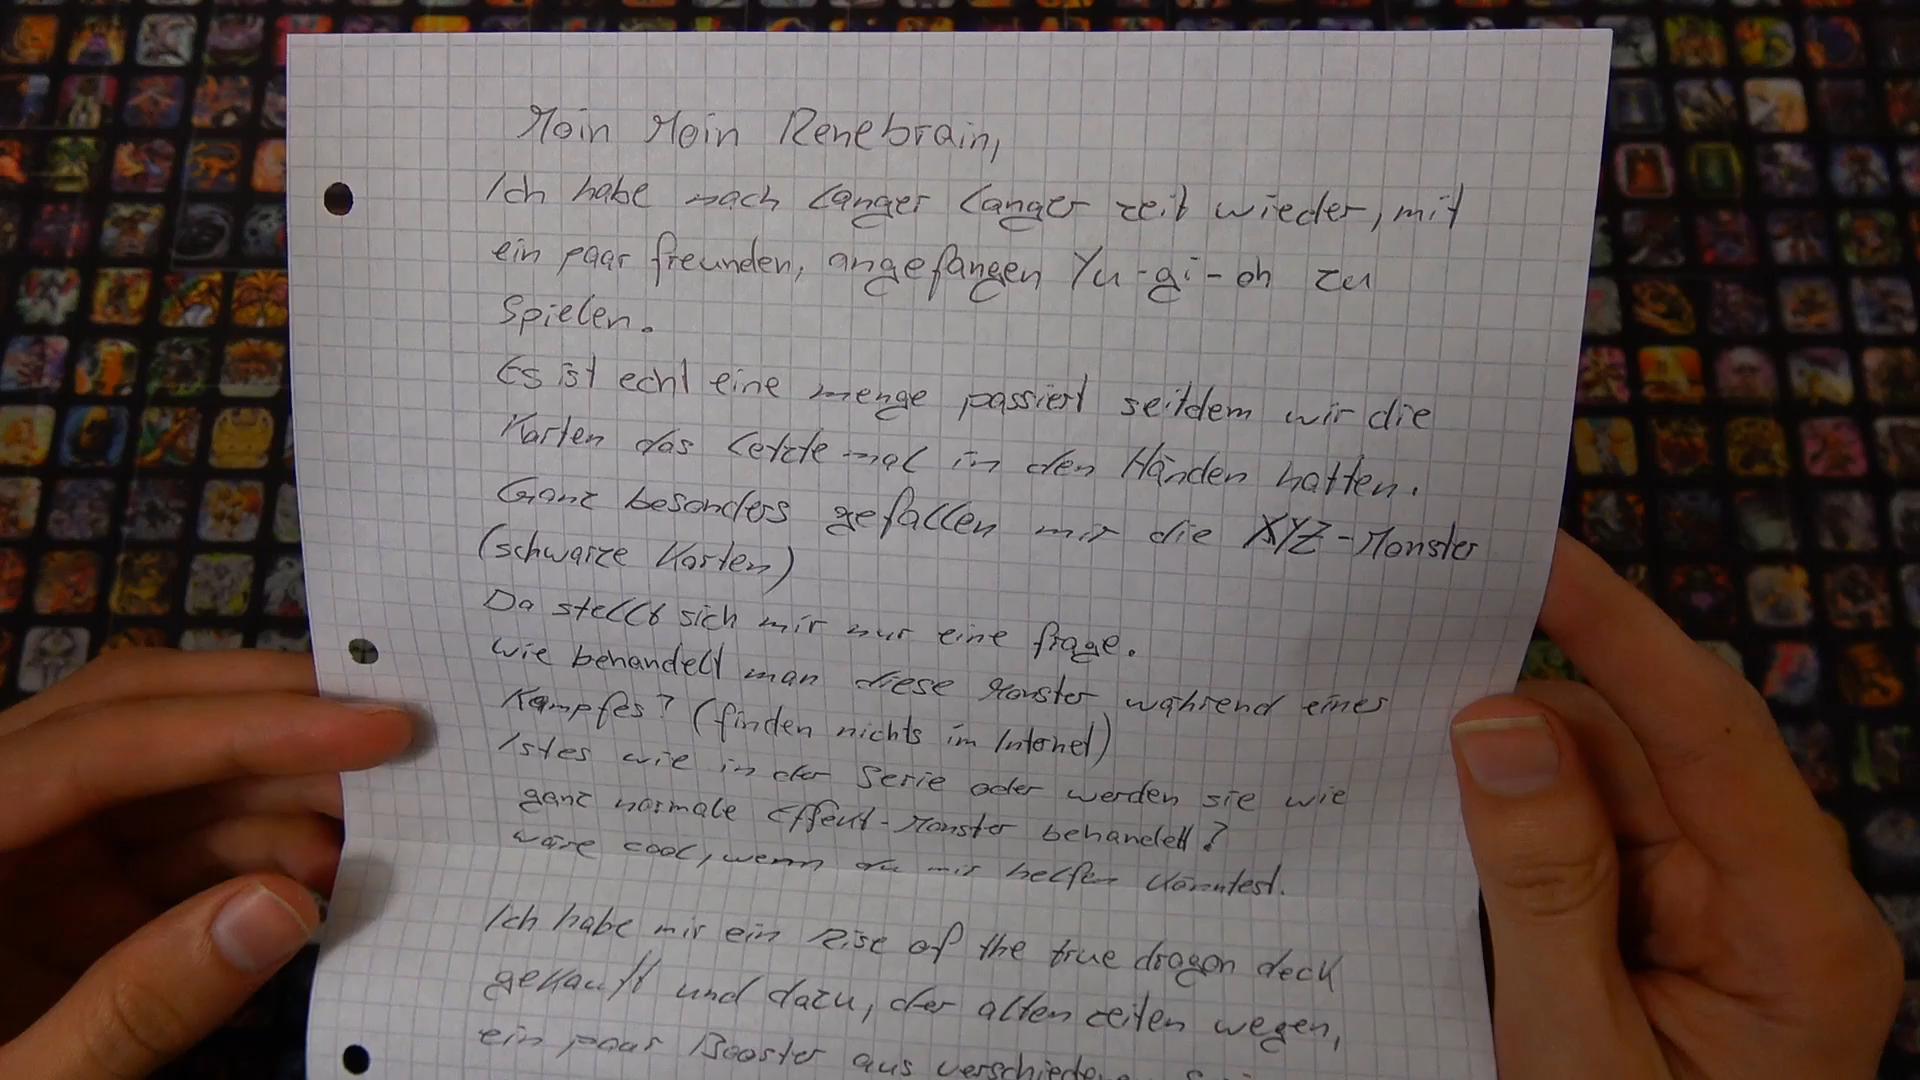 Moin Moin Renebrain,
Ich habe nach langer langer zeit wieder, mit
ein paar freunden, angefangen Yu-gi-oh zu
Spielen.
Es ist echt eine menge passiert seitdem wir die
Karten das letzte mal in den Händen hatten.
Ganz besonders gefallen mir die XYZ-Monster
(schwarze Karten)
Da stellt sich mir nur eine frage.
Wie behandelt man diese Monster während eines
Kampfes? (finden nichts im Internet)
Ist es wie in der Serie oder werden sie wie
ganz normale Effekt-Monster behandelt?
wäre cool, wenn du mir helfen könntest.
Ich habe mir ein Rise of the true dragon deck
gekauft und dazu, der alten zeiten wegen,
ein paar Booster aus